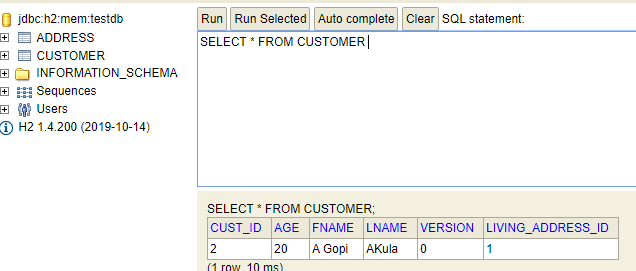 jdbc:h2:mem:testdb
ADDRESS
CUSTOMER
INFORMATION_SCHEMA
Sequences
Users
H2 1.4.200 (2019-10-14)
Run Run Selected Auto complete Clear SQL statement:
SELECT * FROM CUSTOMER
SELECT * FROM CUSTOMER;
CUST_ID AGE FNAME LNAME VERSION LIVING_ADDRESS_ID
2 20 A Gopi AKula 0 1
(1 row, 10 ms)